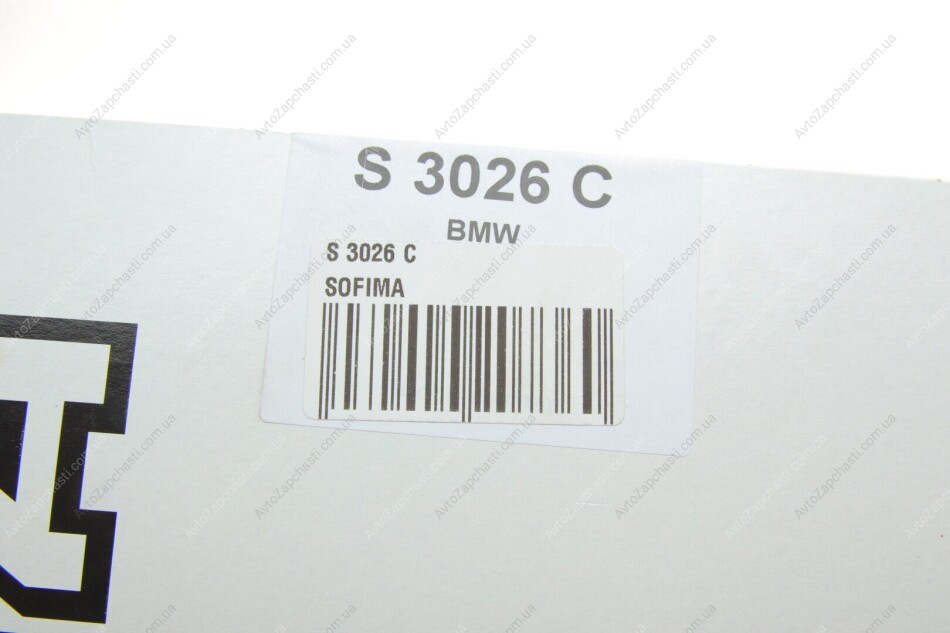 S 3026 C
BMW
S 3026 C
SOFIMA
AvtoZapchasti.com.ua